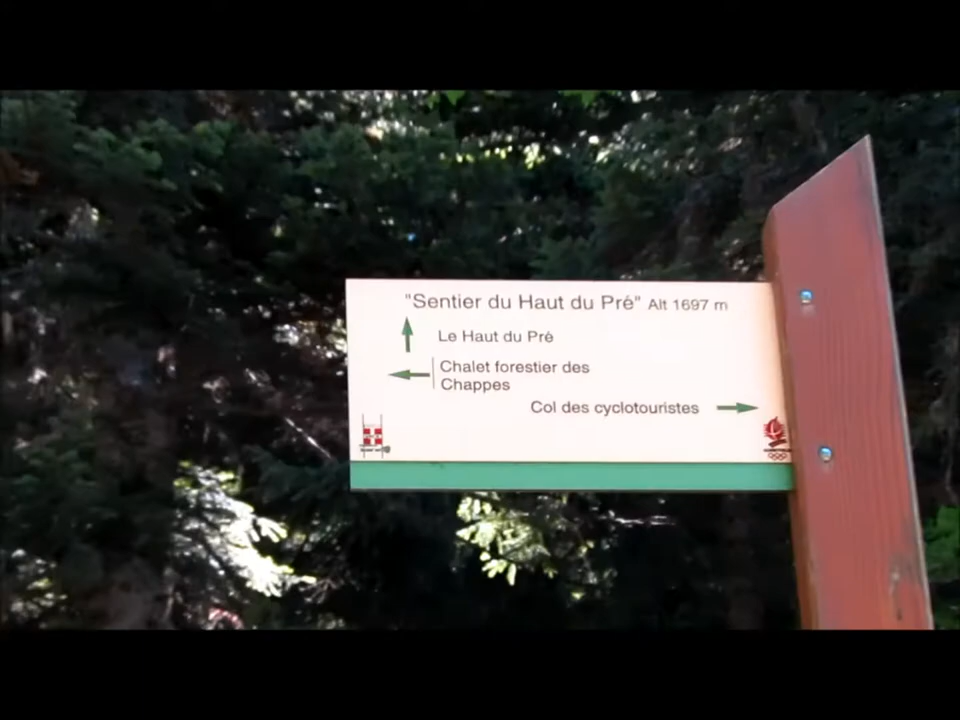 "Sentier du Haut du Pré" Alt 1697 m
Le Haut du Pré
Chalet forestier des
Chappes
Col des cyclotouristes